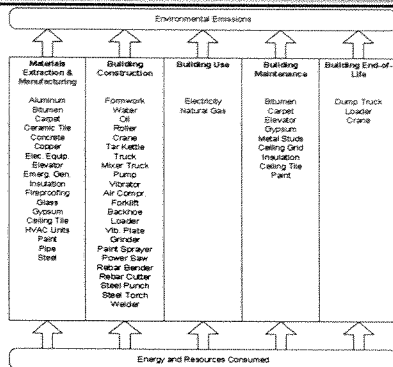 Environmental Emissions
Materials
Extraction &
Manufacturing
Aluminum
Bitumen
Carpet
Ceramic Tile
Concrete
Copper
Elec. Equip.
Elevator
Emerg. Gen.
Insulation
Fireproofing
Glass
Gypsum
Ceiling Tile
HVAC Units
Paint
Pipe
Steel
Building
Construction
Formwork
Water
Oil
Roller
Crane
Tar Kettle
Truck
Mixer Truck
Pump
Vibrator
Air Compr.
Forklift
Backhoe
Loader
Vib. Plate
Grinder
Paint Sprayer
Power Saw
Rebar Bender
Rebar Cutter
Steel Punch
Steel Torch
Welder
Building Use
Electricity
Natural Gas
Building
Maintenance
Bitumen
Carpet
Elevator
Gypsum
Metal Studs
Ceiling Grid
Insulation
Ceiling Tile
Paint
Building End-of-
Life
Dump Truck
Loader
Crane
Energy and Resources Consumed